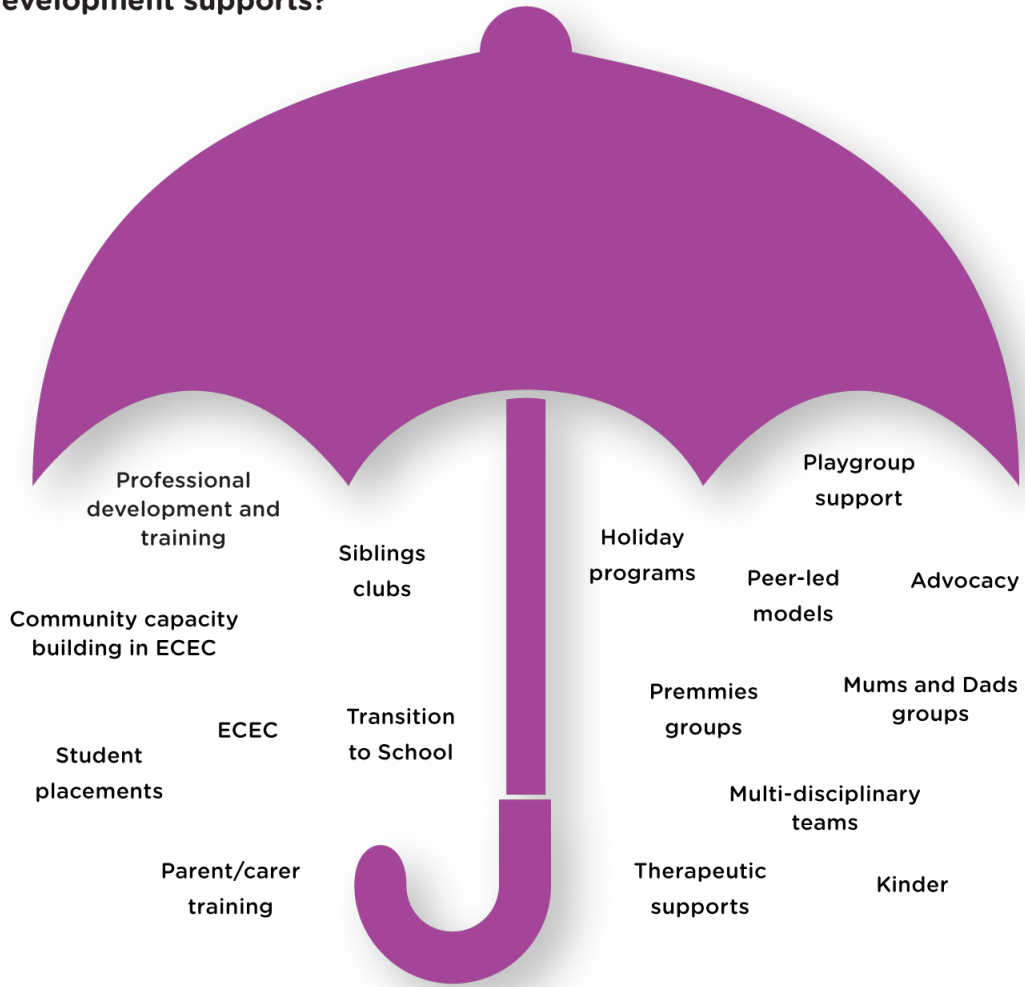 evelopment supports?
Professional
development and
training
Siblings
clubs
Community capacity
building in ECEC
ECEC
Transition
to School
Student
placements
Parent/carer
training
Playgroup
support
Holiday
programs
Peer-led
models
Advocacy
Premmies
groups
Mums and Dads
groups
Multi-disciplinary
teams
Therapeutic
supports
Kinder